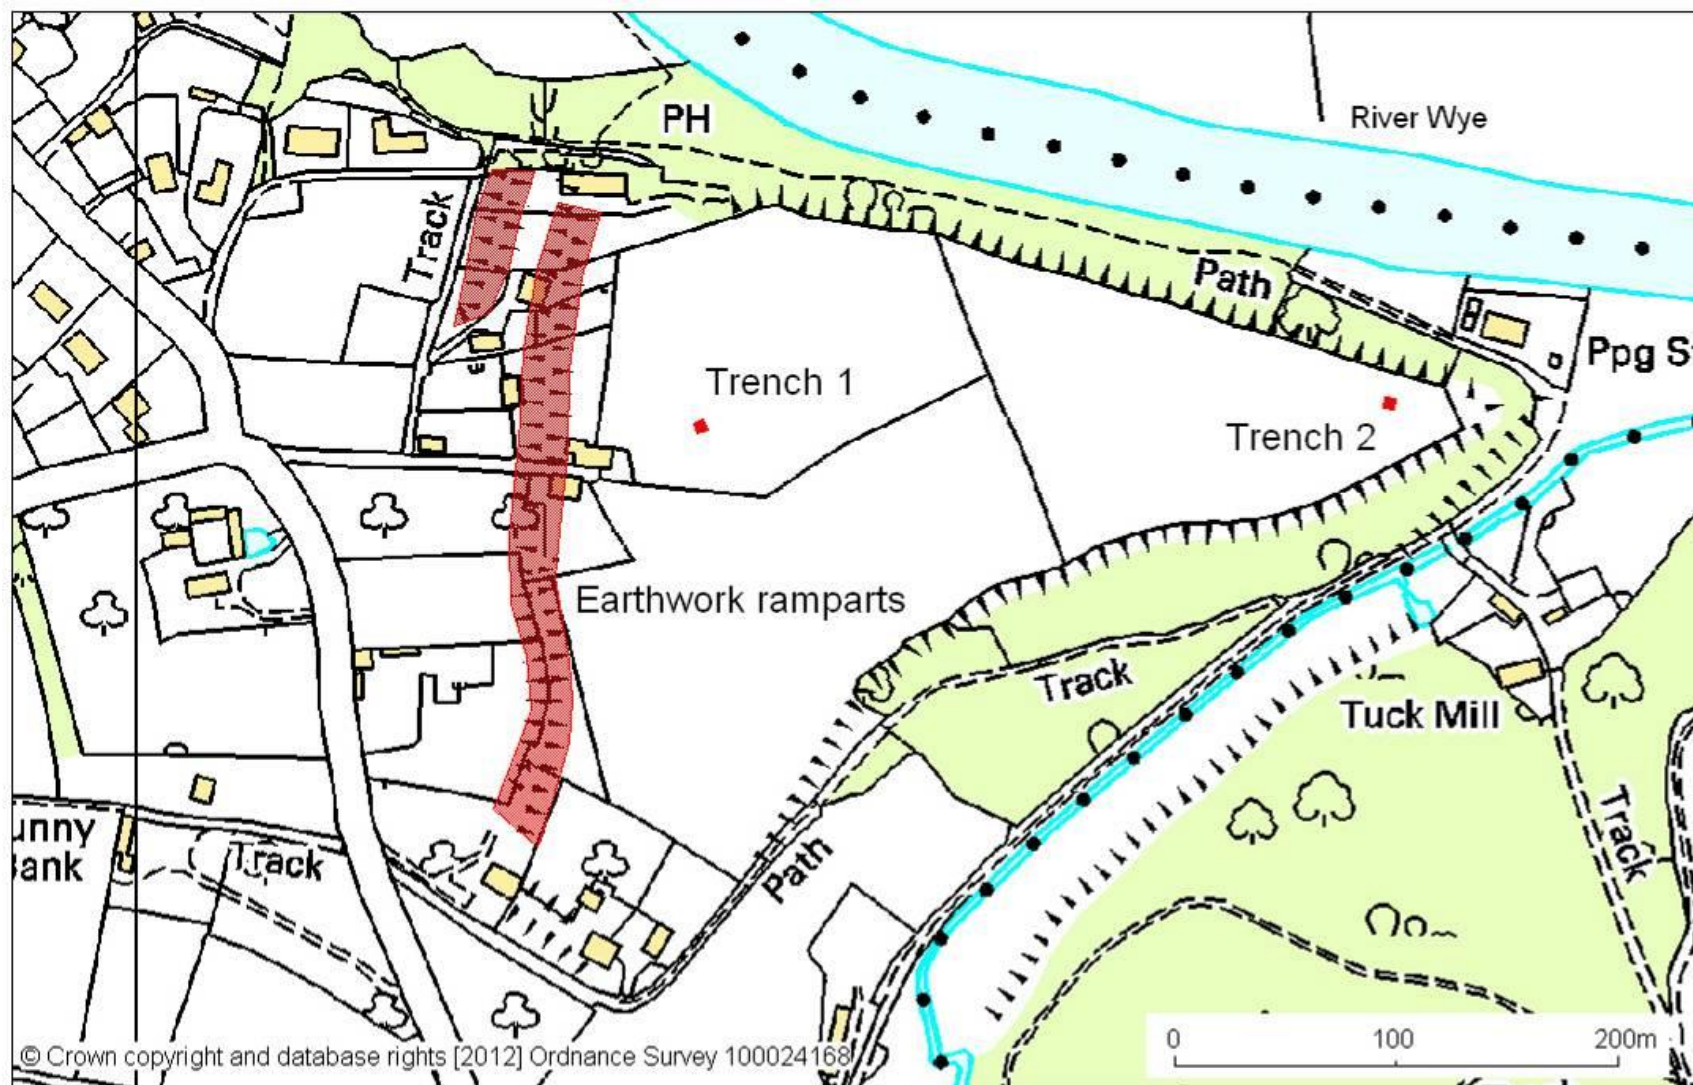 PH
River Wye
Track
Path
Ppg S
Trench 1
Trench 2
Earthwork ramparts
Track
Tuck Mill
unny
ank
Track
Path
Track
© Crown copyright and database rights [2012] Ordnance Survey 100024168
0 100 200m